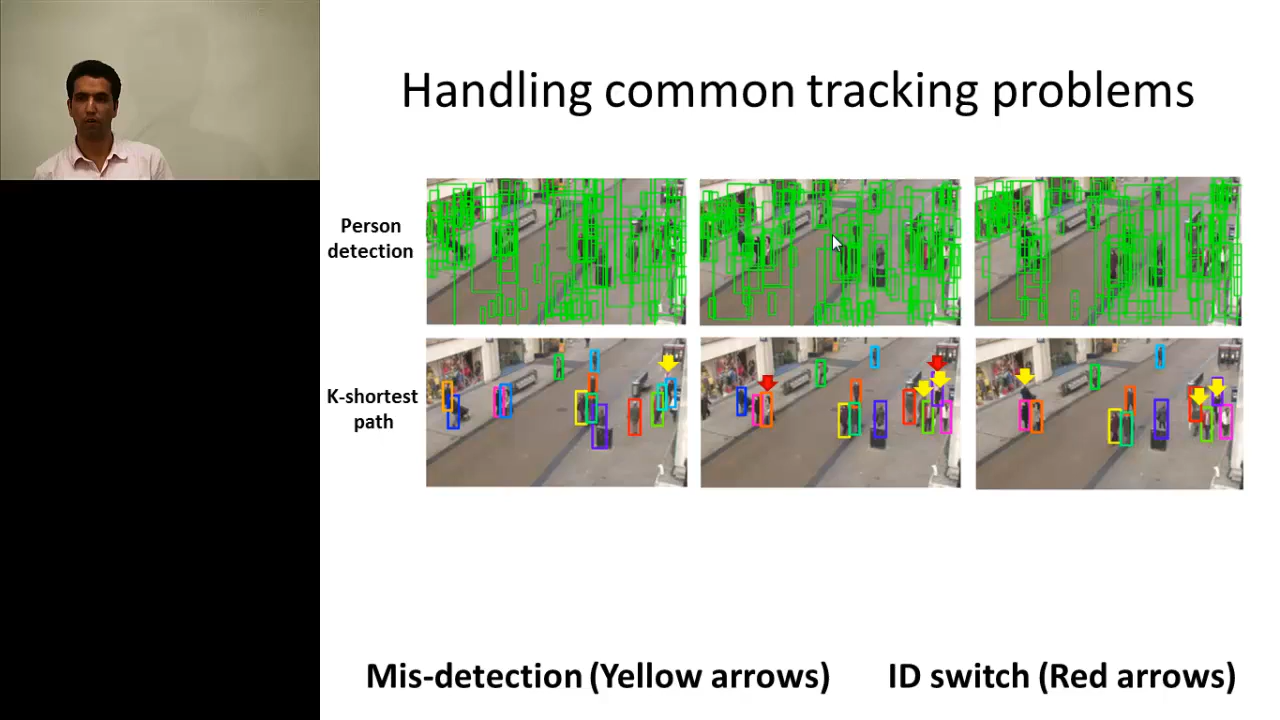 Handling common tracking problems
Person
detection
K-shortest
path
Mis-detection (Yellow arrows)
ID switch (Red arrows)